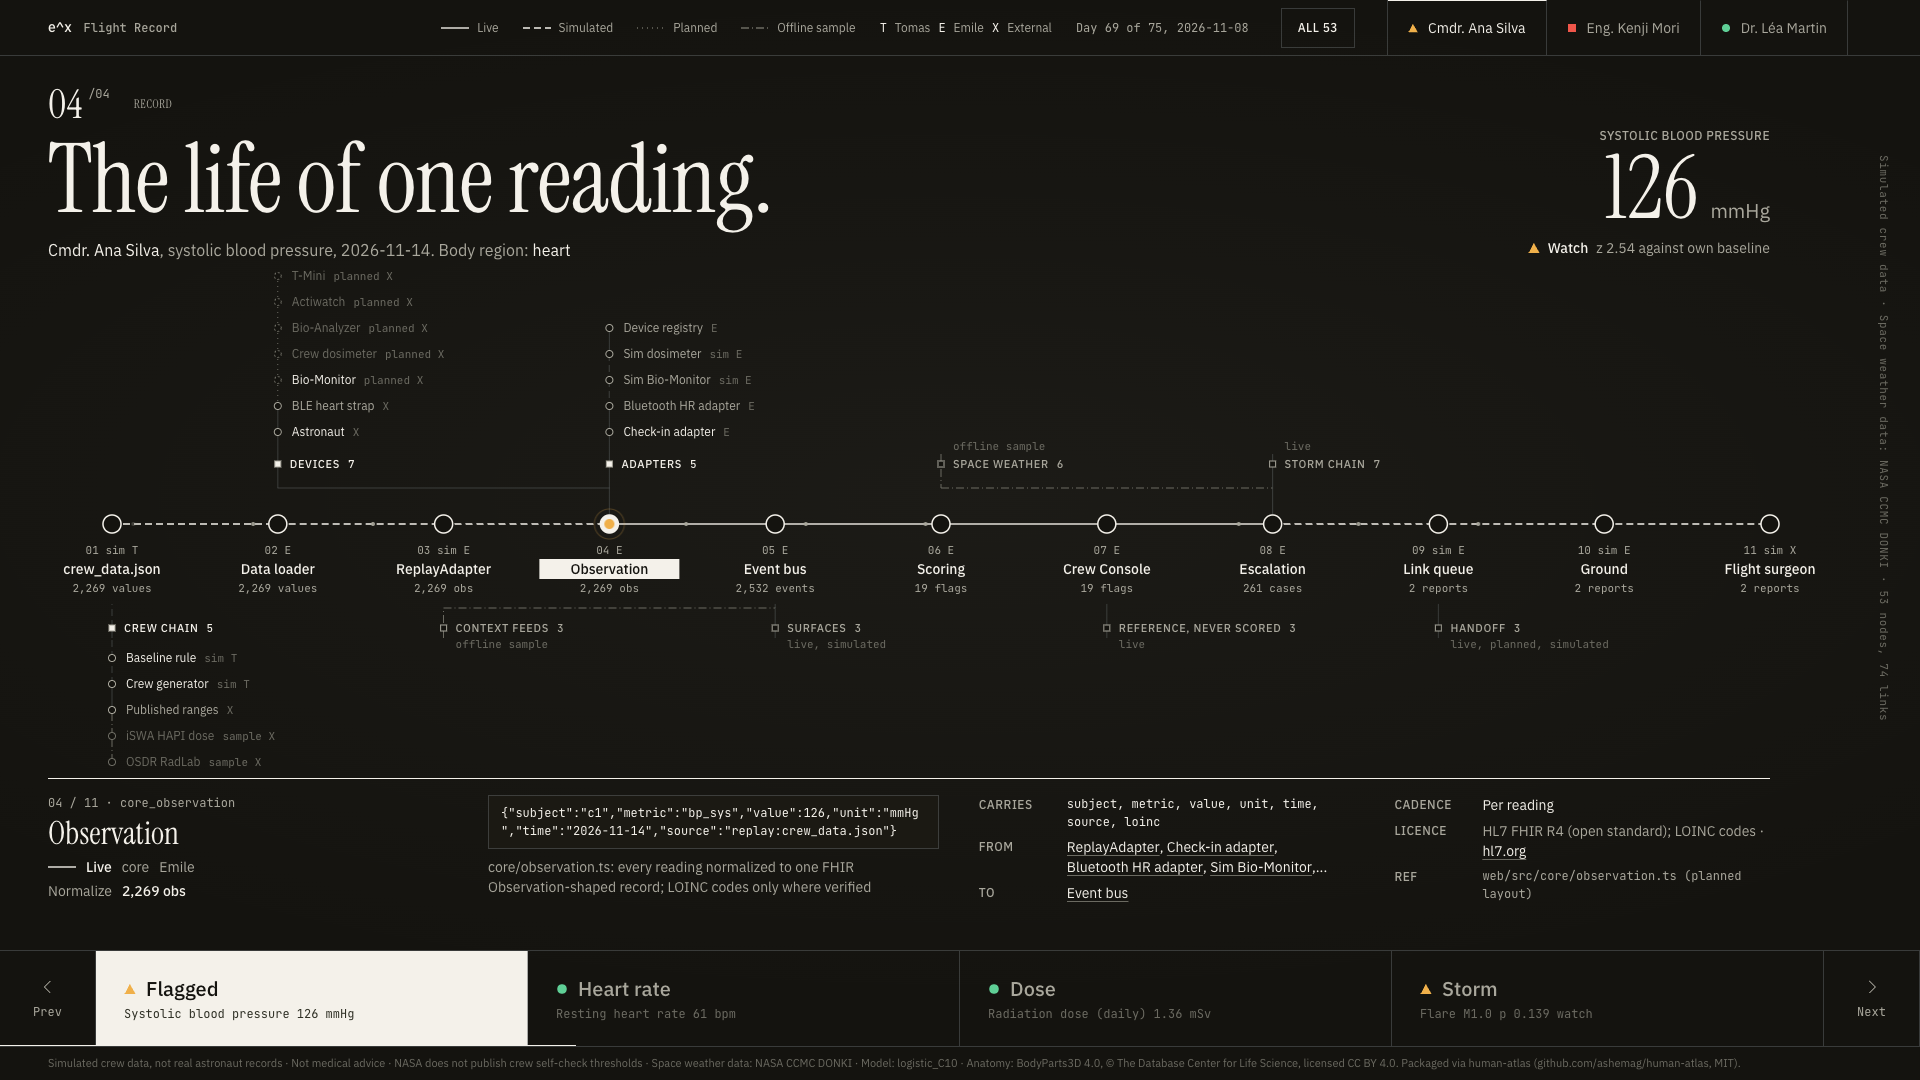 e^x Flight Record
Live Simulated Planned Offline sample T Tomas E Emile X External Day 69 of 75, 2026-11-08 ALL 53 Cmdr. Ana Silva Eng. Kenji Mori Dr. Léa Martin
04 /04 RECORD
The life of one reading.
Cmdr. Ana Silva, systolic blood pressure, 2026-11-14. Body region: heart
SYSTOLIC BLOOD PRESSURE
126 mmHg
Watch z 2.54 against own baseline
Simulated crew data · Space weather data: NASA CCMC DONKI · 53 nodes, 74 links
T-Mini planned X
Actiwatch planned X
Bio-Analyzer planned X
Crew dosimeter planned X
Bio-Monitor planned X
BLE heart strap X
Astronaut X
DEVICES 7
Device registry E
Sim dosimeter sim E
Sim Bio-Monitor sim E
Bluetooth HR adapter E
Check-in adapter E
ADAPTERS 5
offline sample
SPACE WEATHER 6
live
STORM CHAIN 7
01 sim T
crew_data.json
2,269 values
02 E
Data loader
2,269 values
03 sim E
ReplayAdapter
2,269 obs
04 E
Observation
2,269 obs
05 E
Event bus
2,532 events
06 E
Scoring
19 flags
07 E
Crew Console
19 flags
08 E
Escalation
261 cases
09 sim E
Link queue
2 reports
10 sim E
Ground
2 reports
11 sim X
Flight surgeon
2 reports
CREW CHAIN 5
Baseline rule sim T
Crew generator sim T
Published ranges X
iSWA HAPI dose sample X
OSDR RadLab sample X
CONTEXT FEEDS 3
offline sample
SURFACES 3
live, simulated
REFERENCE, NEVER SCORED 3
live
HANDOFF 3
live, planned, simulated
04 / 11 · core_observation
Observation
Live core Emile
Normalize 2,269 obs
{"subject":"c1","metric":"bp_sys","value":126,"unit":"mmHg
","time":"2026-11-14","source":"replay:crew_data.json"}
core/observation.ts: every reading normalized to one FHIR
Observation-shaped record; LOINC codes only where verified
CARRIES subject, metric, value, unit, time,
source, loinc
FROM ReplayAdapter, Check-in adapter,
Bluetooth HR adapter, Sim Bio-Monitor,...
TO Event bus
CADENCE Per reading
LICENCE HL7 FHIR R4 (open standard); LOINC codes ·
hl7.org
REF web/src/core/observation.ts (planned
layout)
Prev
Flagged
Systolic blood pressure 126 mmHg
Heart rate
Resting heart rate 61 bpm
Dose
Radiation dose (daily) 1.36 mSv
Storm
Flare M1.0 p 0.139 watch
Next
Simulated crew data, not real astronaut records · Not medical advice · NASA does not publish crew self-check thresholds · Space weather data: NASA CCMC DONKI · Model: logistic_C10 · Anatomy: BodyParts3D 4.0, © The Database Center for Life Science, licensed CC BY 4.0. Packaged via human-atlas (github.com/ashemag/human-atlas, MIT).